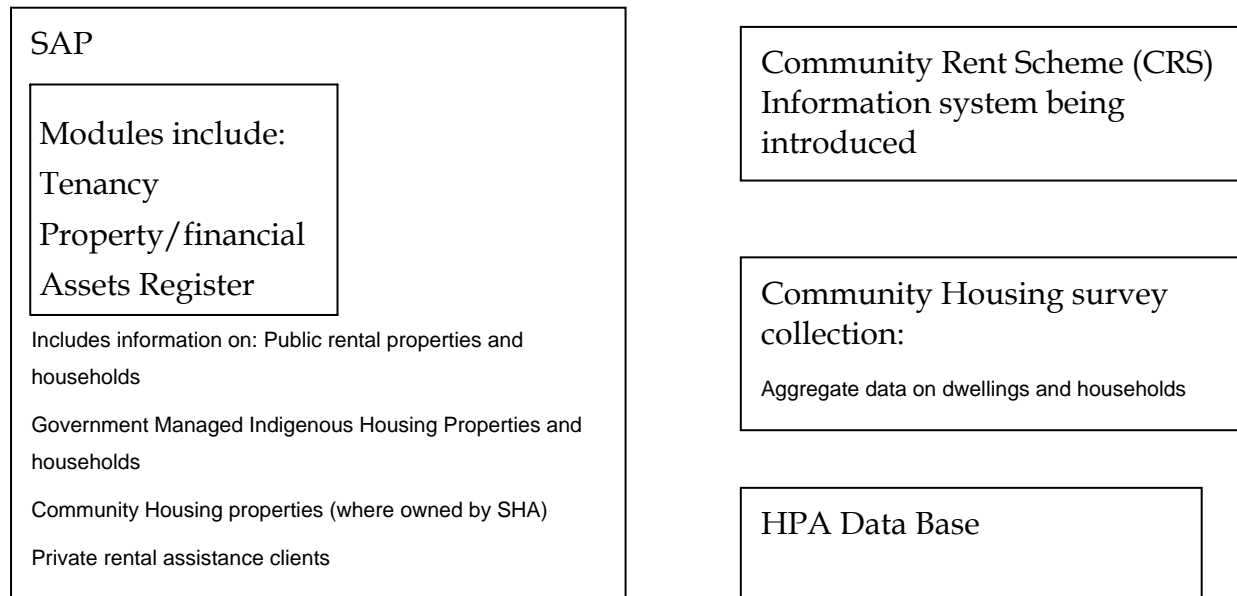 SAP
Modules include:
Tenancy
Property/financial
Assets Register
Includes information on: Public rental properties and
households
Government Managed Indigenous Housing Properties and
households
Community Housing properties (where owned by SHA)
Private rental assistance clients
Community Rent Scheme (CRS)
Information system being
introduced
Community Housing survey
collection:
Aggregate data on dwellings and households
HPA Data Base